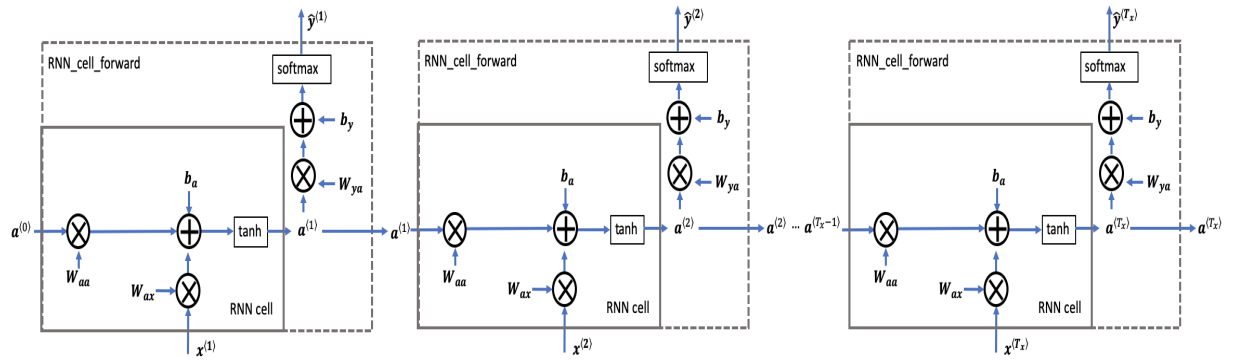 ŷ⟨1⟩
RNN_cell_forward
softmax
b_y
W_ya
b_a
a⟨0⟩
tanh
a⟨1⟩
W_aa
W_ax
RNN cell
x⟨1⟩
ŷ⟨2⟩
RNN_cell_forward
softmax
b_y
W_ya
b_a
a⟨1⟩
tanh
a⟨2⟩
a⟨2⟩ ... a⟨T_x−1⟩
W_aa
W_ax
RNN cell
x⟨2⟩
ŷ⟨T_x⟩
RNN_cell_forward
softmax
b_y
W_ya
b_a
tanh
a⟨T_x⟩
a⟨T_x⟩
W_aa
W_ax
RNN cell
x⟨T_x⟩